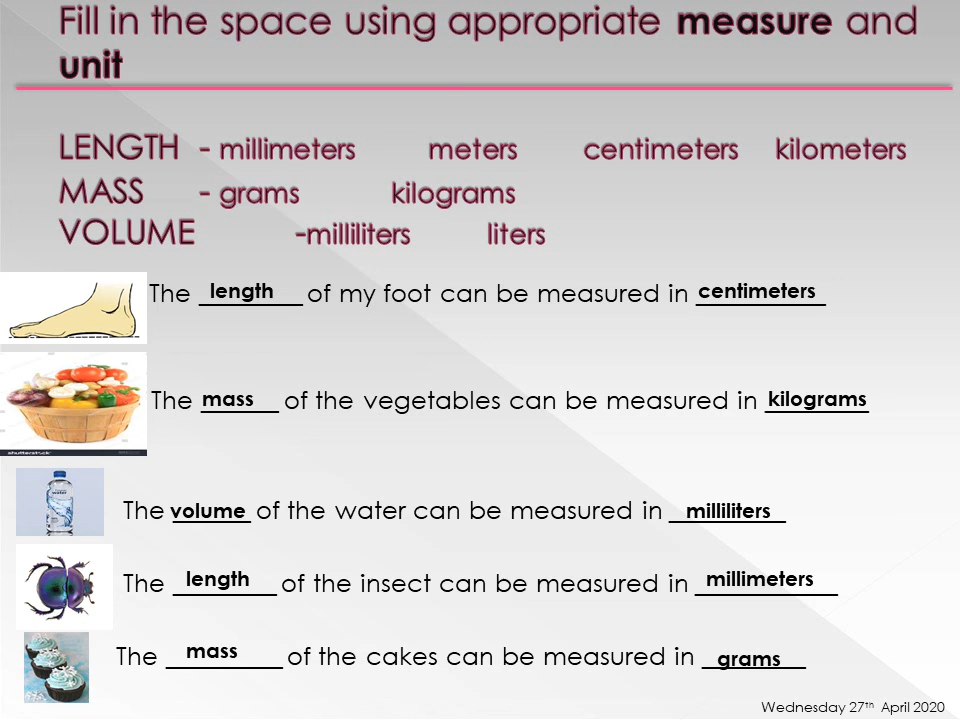 Fill in the space using appropriate measure and
unit
LENGTH - millimeters meters centimeters kilometers
MASS - grams kilograms
VOLUME -milliliters liters
The length of my foot can be measured in centimeters
The mass of the vegetables can be measured in kilograms
shutterstock
The volume of the water can be measured in milliliters
water
The length of the insect can be measured in millimeters
The mass of the cakes can be measured in grams
Wednesday 27th April 2020